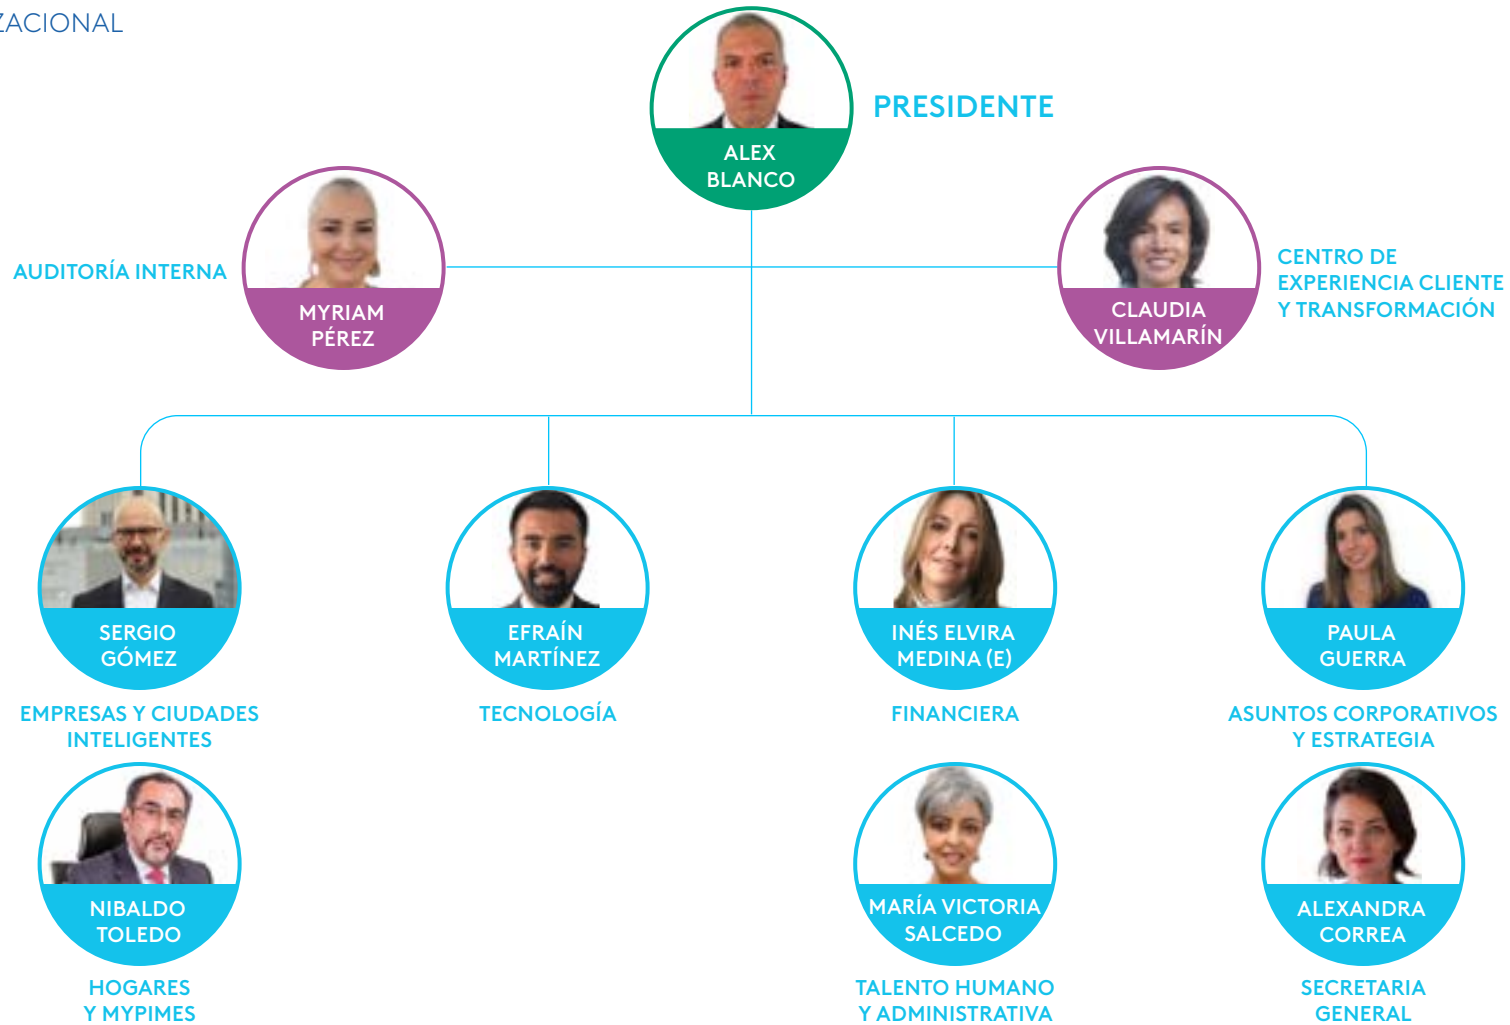 ZACIONAL
PRESIDENTE
ALEX
BLANCO
AUDITORÍA INTERNA
MYRIAM
PÉREZ
CLAUDIA
VILLAMARÍN
CENTRO DE
EXPERIENCIA CLIENTE
Y TRANSFORMACIÓN
SERGIO
GÓMEZ
EMPRESAS Y CIUDADES
INTELIGENTES
EFRAÍN
MARTÍNEZ
TECNOLOGÍA
INÉS ELVIRA
MEDINA (E)
FINANCIERA
PAULA
GUERRA
ASUNTOS CORPORATIVOS
Y ESTRATEGIA
NIBALDO
TOLEDO
HOGARES
Y MYPIMES
MARÍA VICTORIA
SALCEDO
TALENTO HUMANO
Y ADMINISTRATIVA
ALEXANDRA
CORREA
SECRETARIA
GENERAL